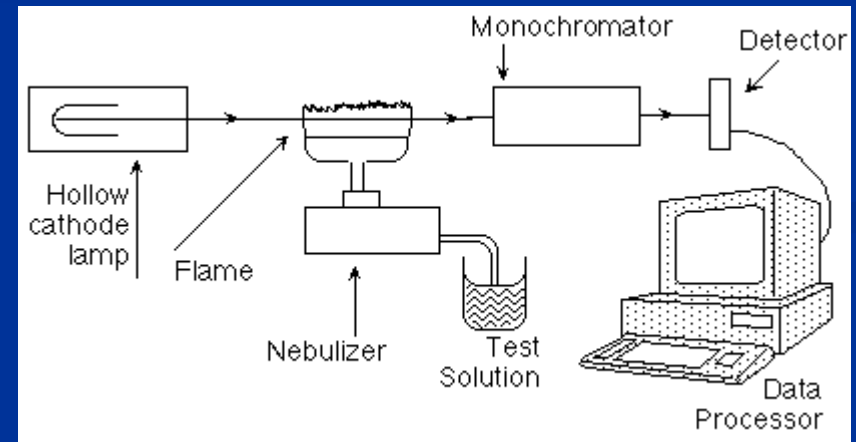 Monochromator
Detector
Hollow
cathode
lamp
Flame
Nebulizer
Test
Solution
Data
Processor